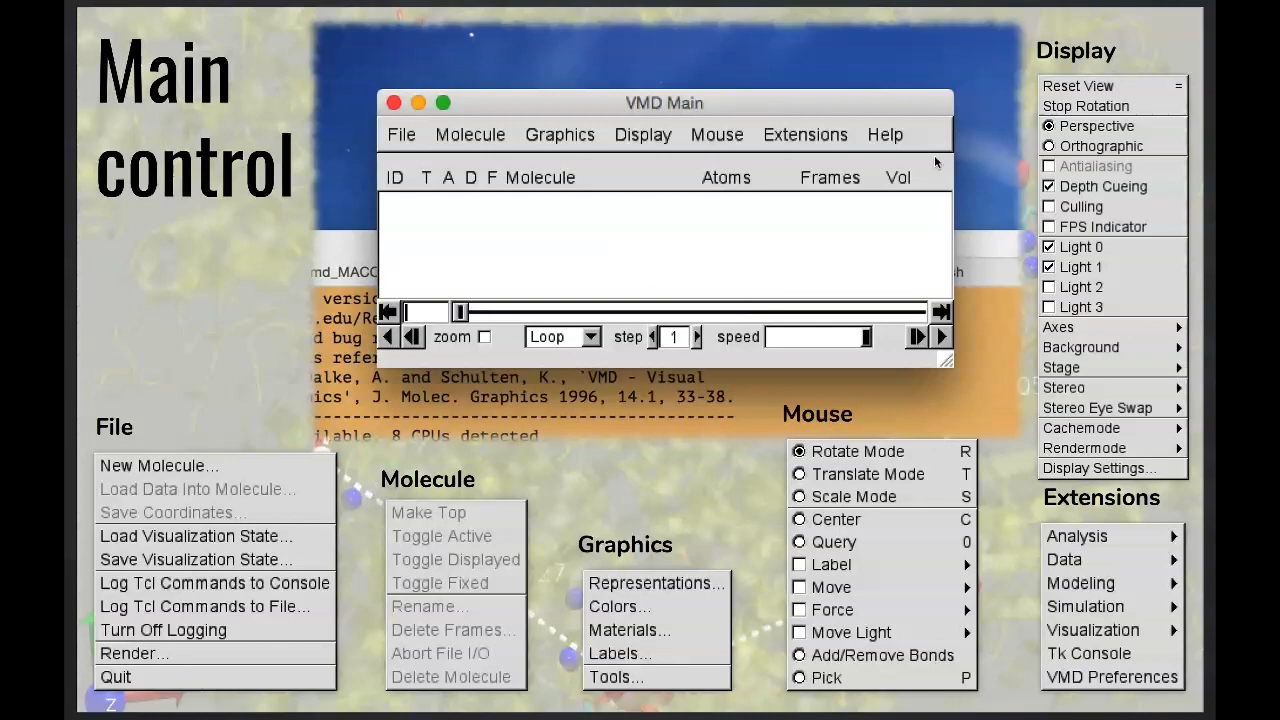 Main
control
VMD Main
File Molecule Graphics Display Mouse Extensions Help
ID T A D F Molecule Atoms Frames Vol
zoom Loop step 1 speed
md_MACO
sh
versio
.edu/Re
d bug r
s refer
alke, A. and Schulten, K., `VMD - Visual
ics', J. Molec. Graphics 1996, 14.1, 33-38.
--------------------------------------------
ilable, 8 CPUs detected
File
New Molecule...
Load Data Into Molecule...
Save Coordinates...
Load Visualization State...
Save Visualization State...
Log Tcl Commands to Console
Log Tcl Commands to File...
Turn Off Logging
Render...
Quit
Molecule
Make Top
Toggle Active
Toggle Displayed
Toggle Fixed
Rename...
Delete Frames...
Abort File I/O
Delete Molecule
Graphics
Representations...
Colors...
Materials...
Labels...
Tools...
Mouse
Rotate Mode R
Translate Mode T
Scale Mode S
Center C
Query 0
Label
Move
Force
Move Light
Add/Remove Bonds
Pick P
Display
Reset View =
Stop Rotation
Perspective
Orthographic
Antialiasing
Depth Cueing
Culling
FPS Indicator
Light 0
Light 1
Light 2
Light 3
Axes
Background
Stage
Stereo
Stereo Eye Swap
Cachemode
Rendermode
Display Settings...
Extensions
Analysis
Data
Modeling
Simulation
Visualization
Tk Console
VMD Preferences
Z